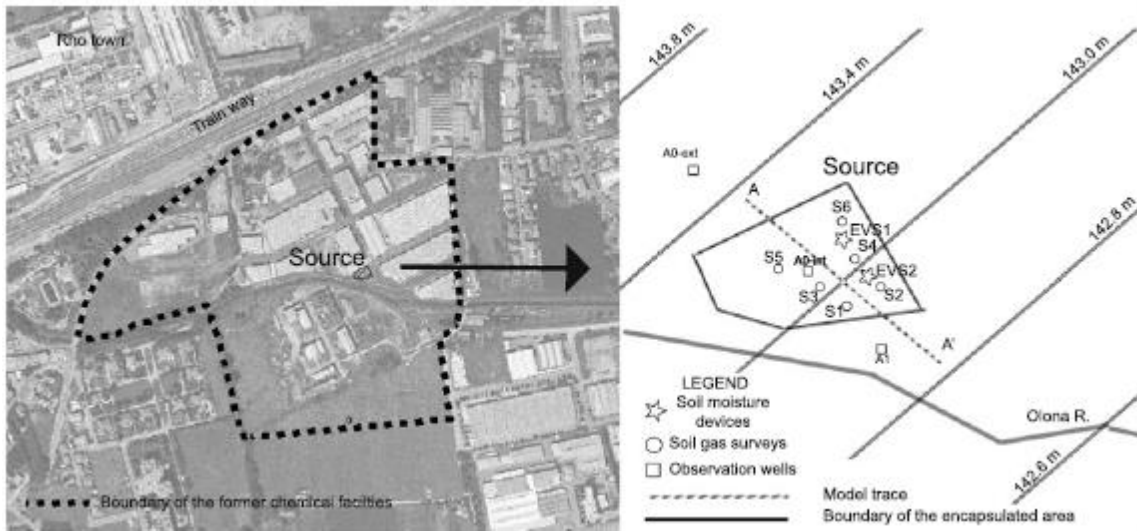 Rho town
Train way
Source
Boundary of the former chemical facilities
143.8 m
143.4 m
143.0 m
142.8 m
142.6 m
A0-ext
Source
A
S6
EVS1
S4
S5
A0-int
EVS2
S3
S2
S1
A'
A1
Olona R.
LEGEND
Soil moisture
devices
Soil gas surveys
Observation wells
Model trace
Boundary of the encapsulated area